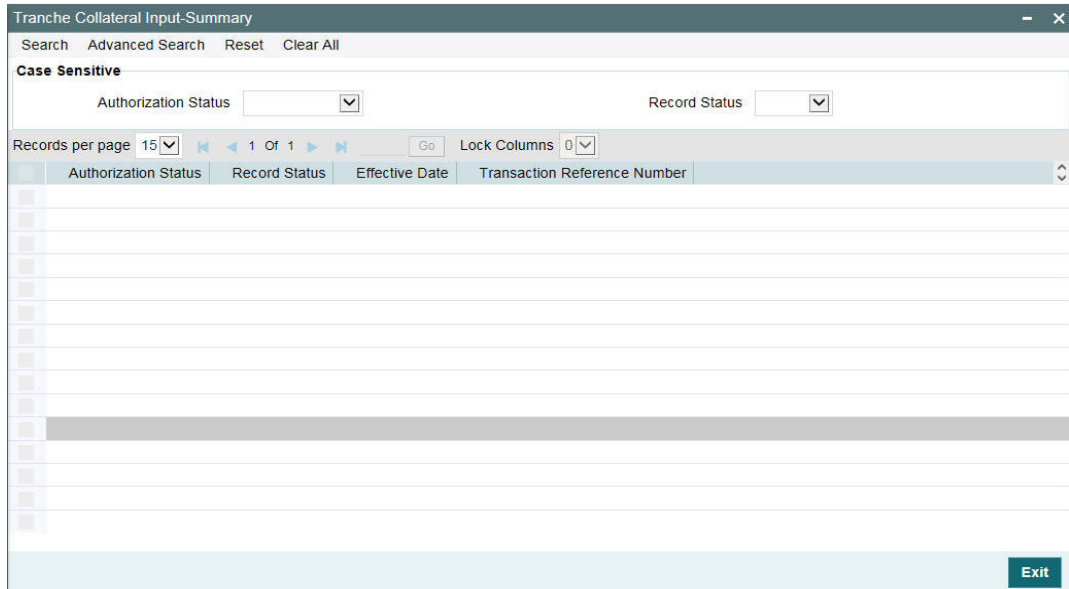 Tranche Collateral Input-Summary
Search Advanced Search Reset Clear All
Case Sensitive
Authorization Status Record Status
Records per page 15 1 Of 1 Go Lock Columns 0
Authorization Status Record Status Effective Date Transaction Reference Number
Exit